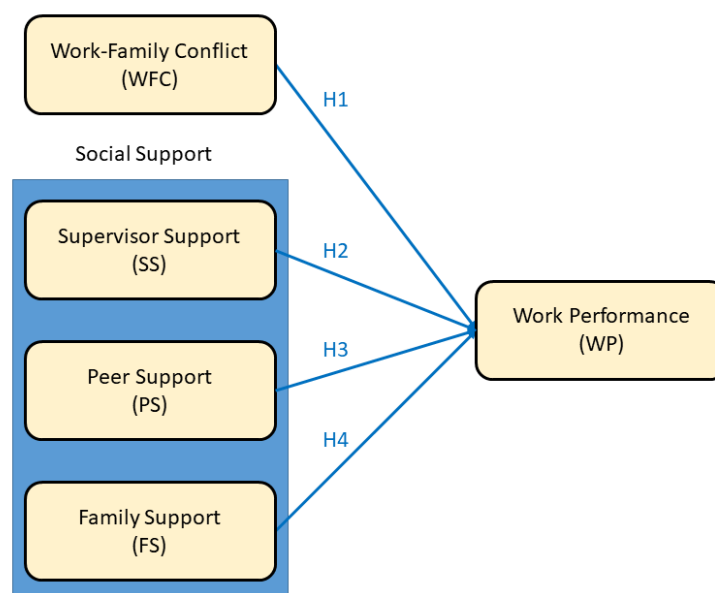 Work-Family Conflict
(WFC)
H1
Social Support
Supervisor Support
(SS)
H2
Work Performance
(WP)
Peer Support
(PS)
H3
H4
Family Support
(FS)